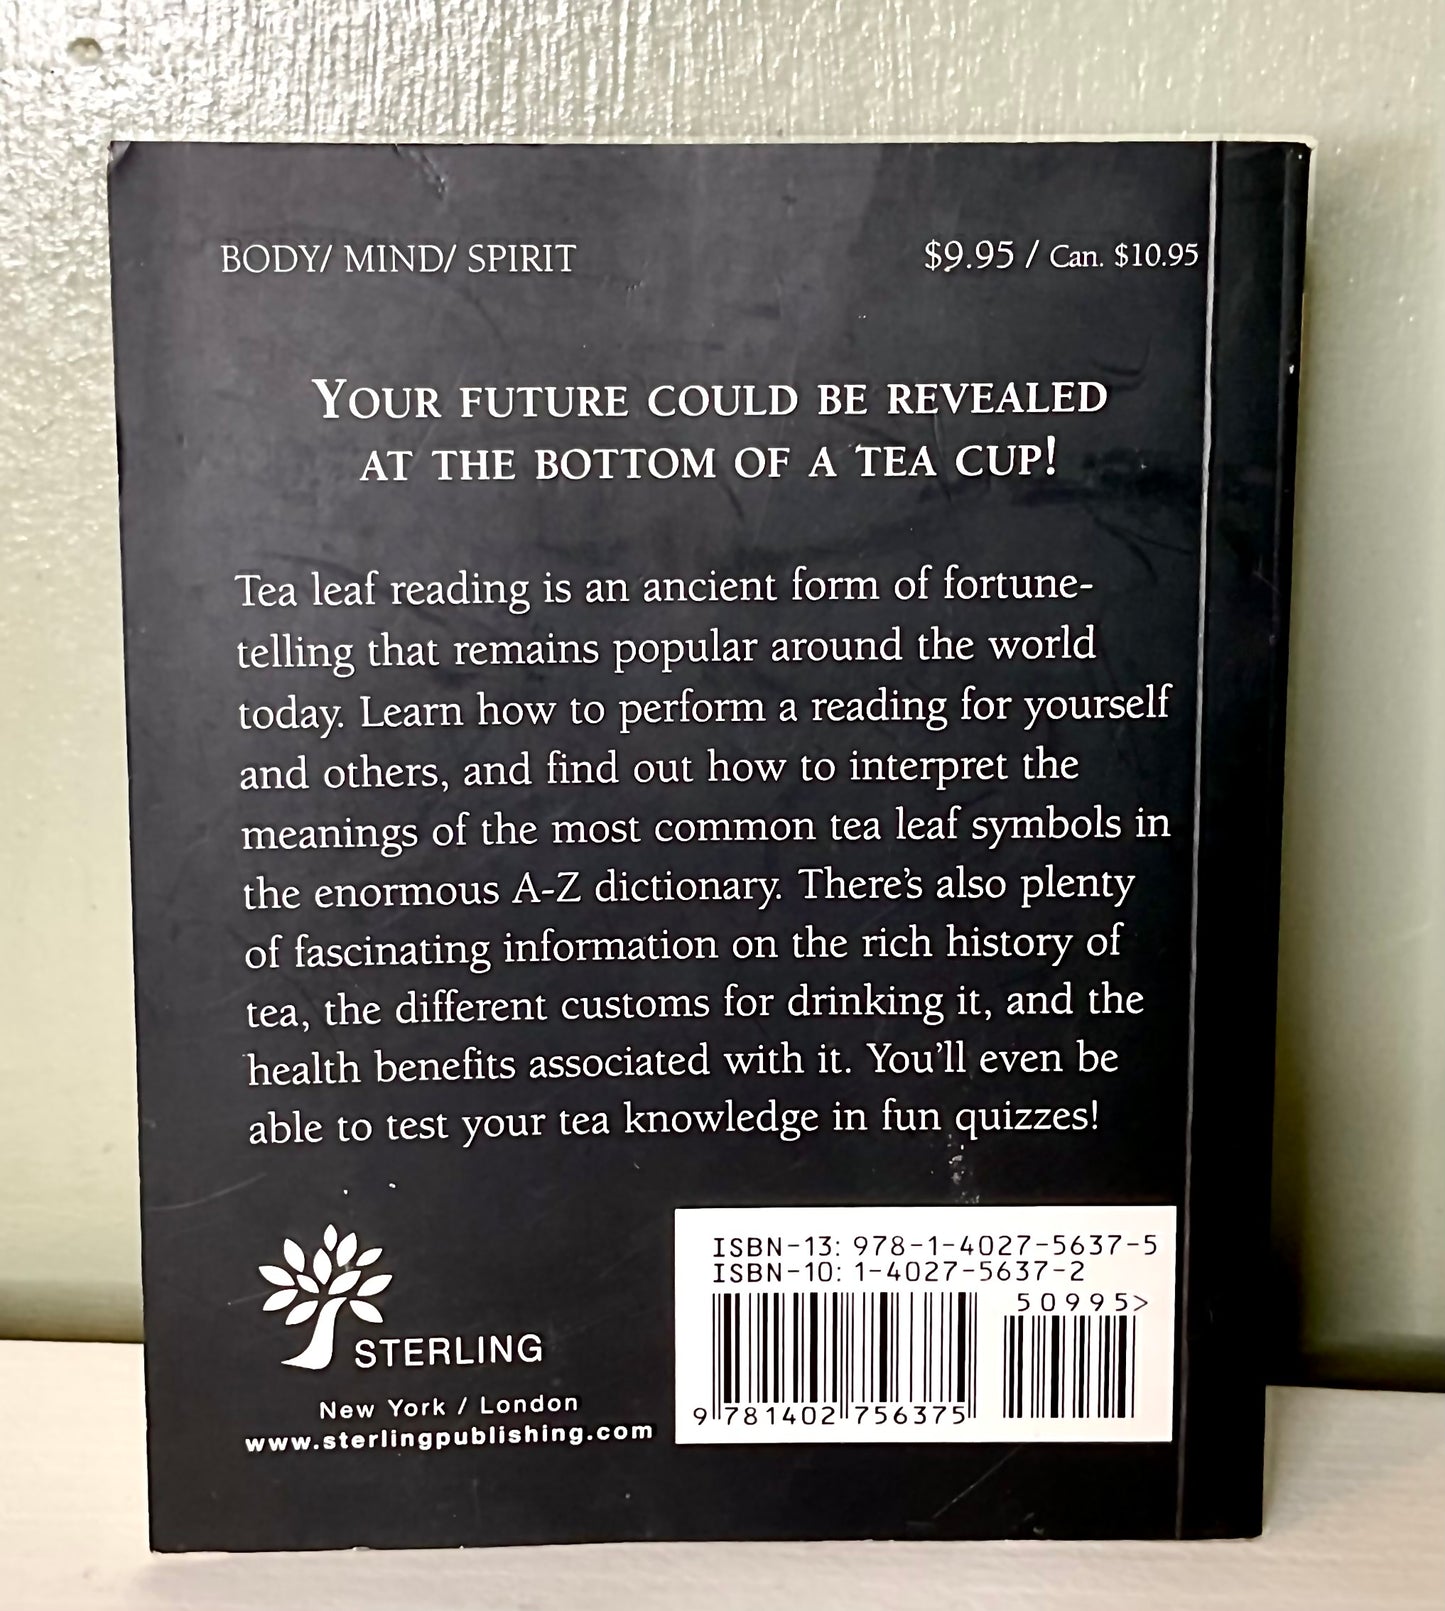 BODY/ MIND/ SPIRIT
$9.95 / Can. $10.95
YOUR FUTURE COULD BE REVEALED
AT THE BOTTOM OF A TEA CUP!
Tea leaf reading is an ancient form of fortune-
telling that remains popular around the world
today. Learn how to perform a reading for yourself
and others, and find out how to interpret the
meanings of the most common tea leaf symbols in
the enormous A-Z dictionary. There's also plenty
of fascinating information on the rich history of
tea, the different customs for drinking it, and the
health benefits associated with it. You'll even be
able to test your tea knowledge in fun quizzes!
STERLING
New York / London
www.sterlingpublishing.com
ISBN-13: 978-1-4027-5637-5
ISBN-10: 1-4027-5637-2
50995>
9 781402 756375